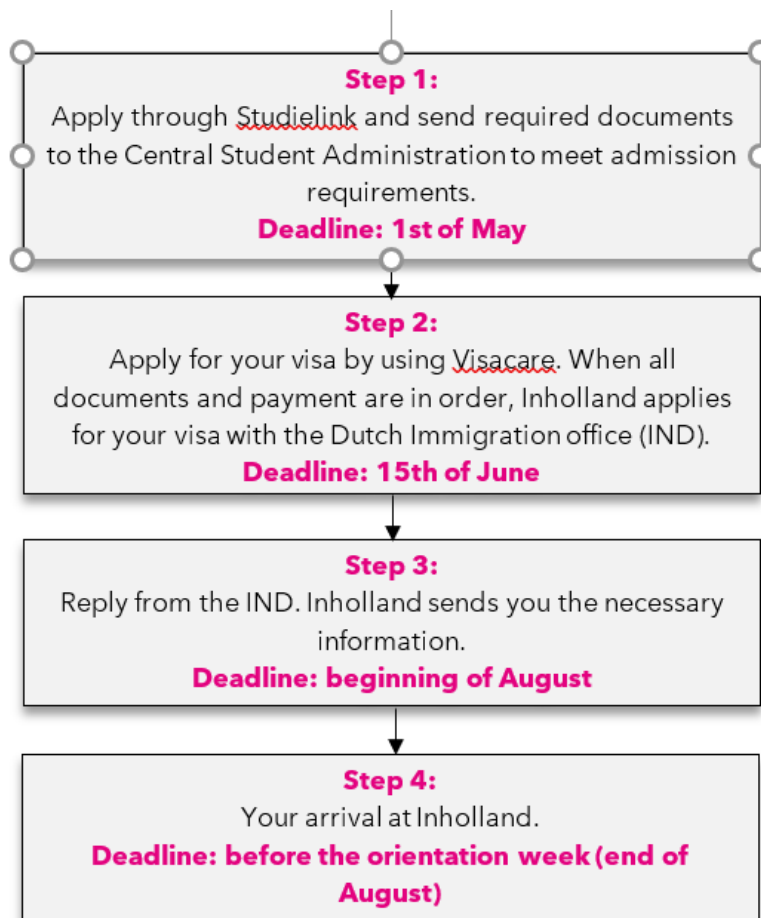 Step 1:
Apply through Studielink and send required documents
to the Central Student Administration to meet admission
requirements.
Deadline: 1st of May
Step 2:
Apply for your visa by using Visacare. When all
documents and payment are in order, Inholland applies
for your visa with the Dutch Immigration office (IND).
Deadline: 15th of June
Step 3:
Reply from the IND. Inholland sends you the necessary
information.
Deadline: beginning of August
Step 4:
Your arrival at Inholland.
Deadline: before the orientation week (end of
August)